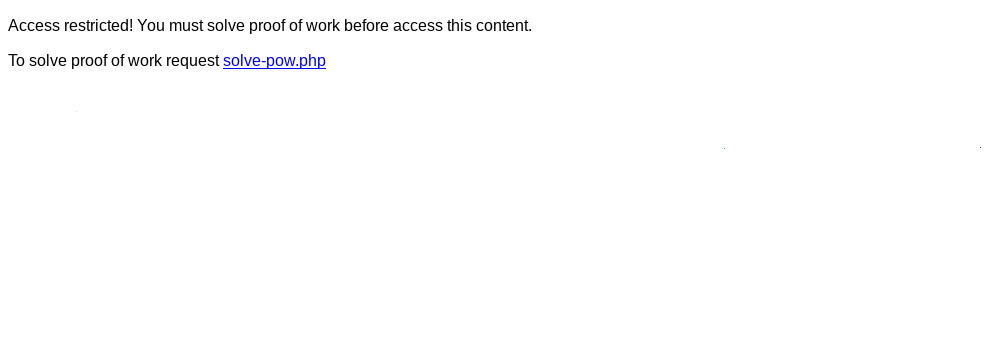 Access restricted! You must solve proof of work before access this content.
To solve proof of work request solve-pow.php